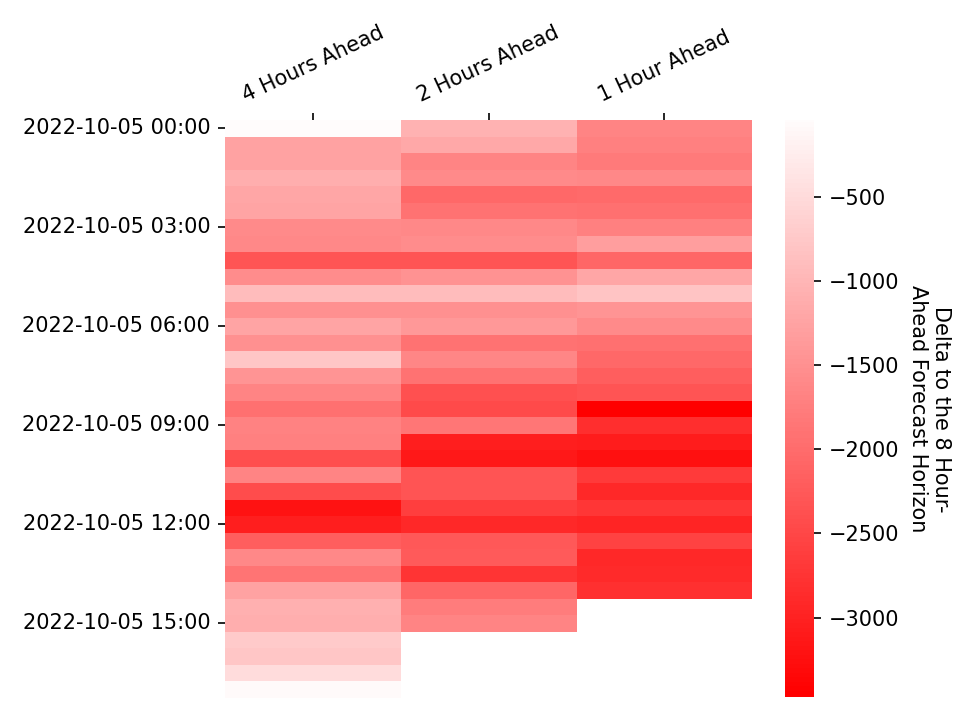 4 Hours Ahead
2 Hours Ahead
1 Hour Ahead
2022-10-05 00:00
2022-10-05 03:00
2022-10-05 06:00
2022-10-05 09:00
2022-10-05 12:00
2022-10-05 15:00
−500
−1000
−1500
−2000
−2500
−3000
Delta to the 8 Hour-
Ahead Forecast Horizon